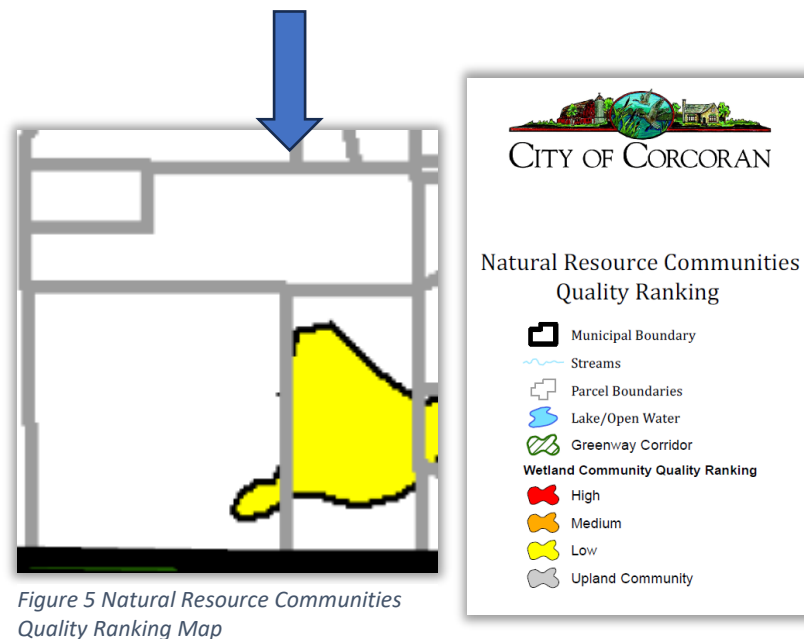 CITY OF CORCORAN
Natural Resource Communities
Quality Ranking
Municipal Boundary
Streams
Parcel Boundaries
Lake/Open Water
Greenway Corridor
Wetland Community Quality Ranking
High
Medium
Low
Upland Community
Figure 5 Natural Resource Communities
Quality Ranking Map